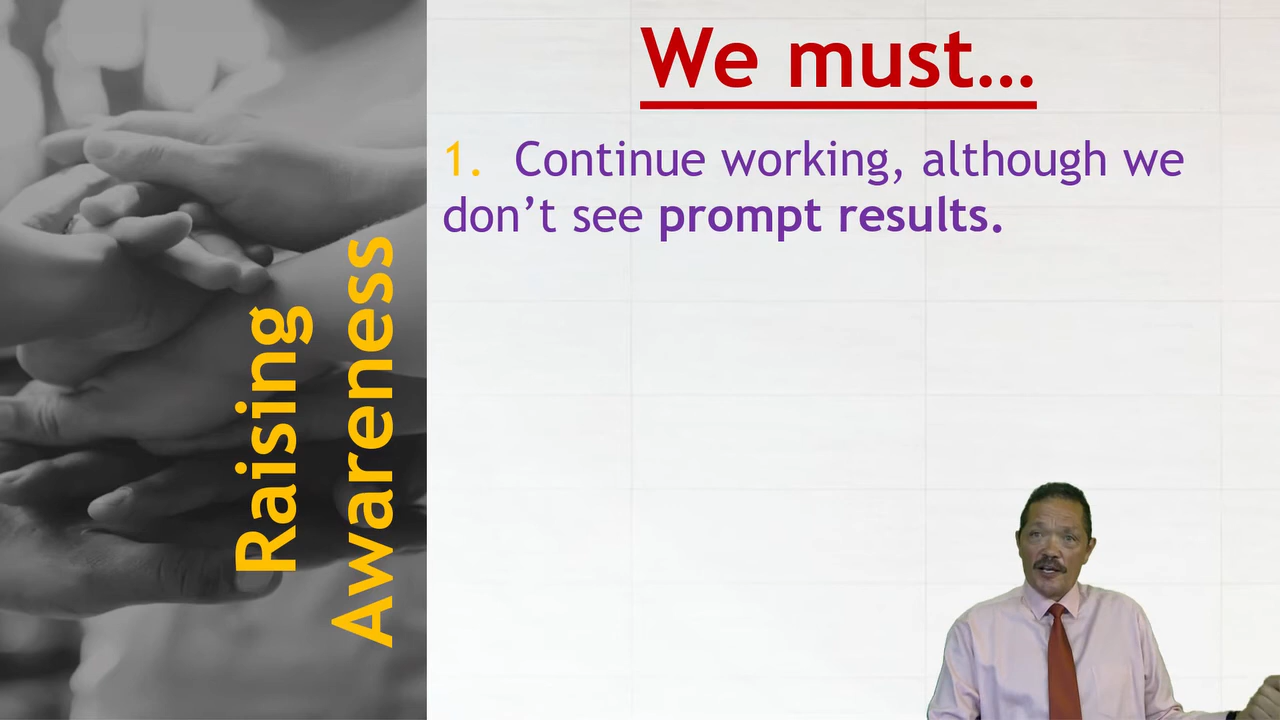 Raising
Awareness
We must…
1. Continue working, although we
don’t see prompt results.